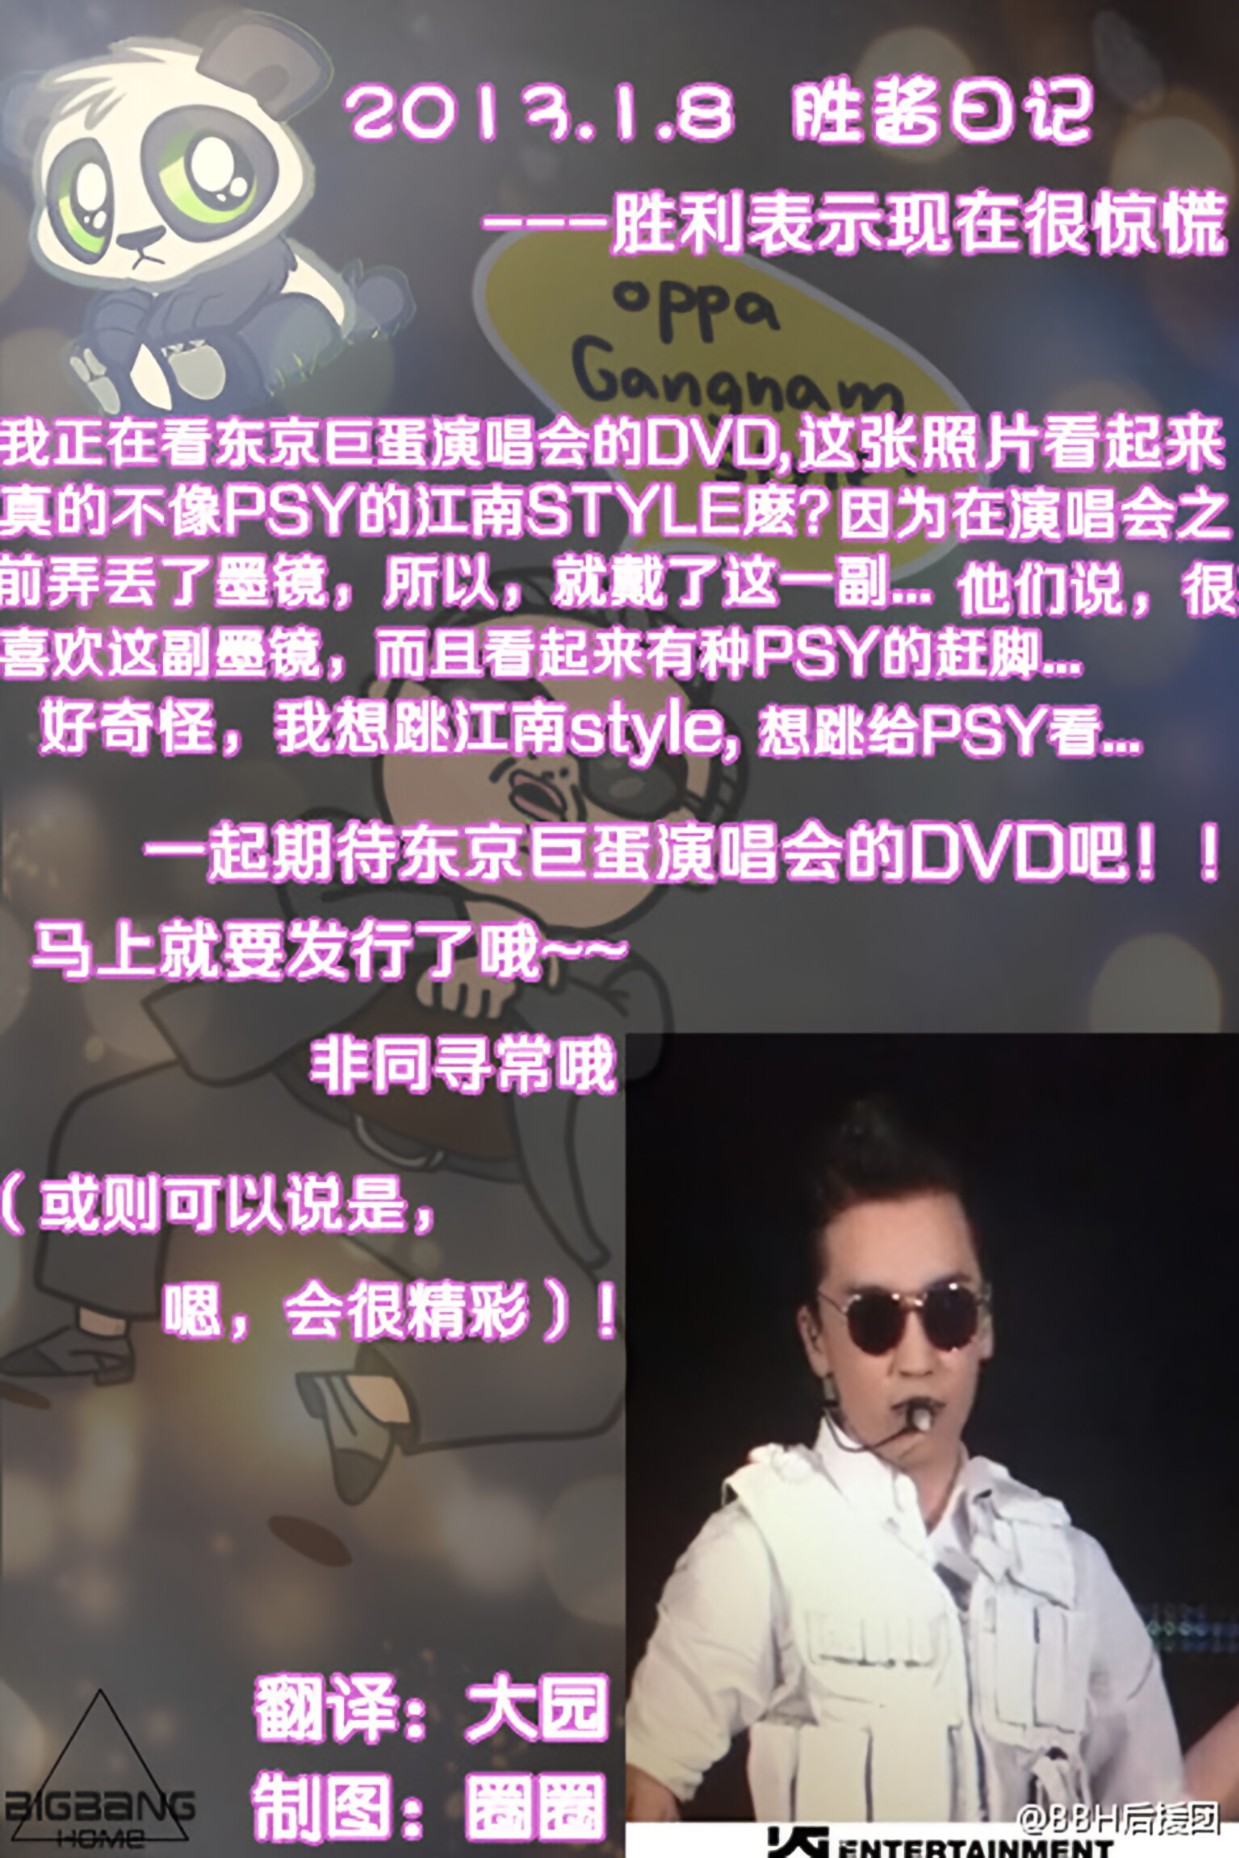 2013.1.8 胜酱日记
---胜利表示现在很惊慌
oppa
Gangnam
我正在看东京巨蛋演唱会的DVD,这张照片看起来
真的不像PSY的江南STYLE麽?因为在演唱会之
前弄丢了墨镜，所以，就戴了这一副... 他们说，很
喜欢这副墨镜，而且看起来有种PSY的赶脚...
好奇怪，我想跳江南style, 想跳给PSY看...
一起期待东京巨蛋演唱会的DVD吧！！
马上就要发行了哦~~
非同寻常哦
（或则可以说是，
嗯，会很精彩）！
翻译：大园
制图：圈圈
BIGBANG
HOME
@BBH后援团
YG ENTERTAINMENT